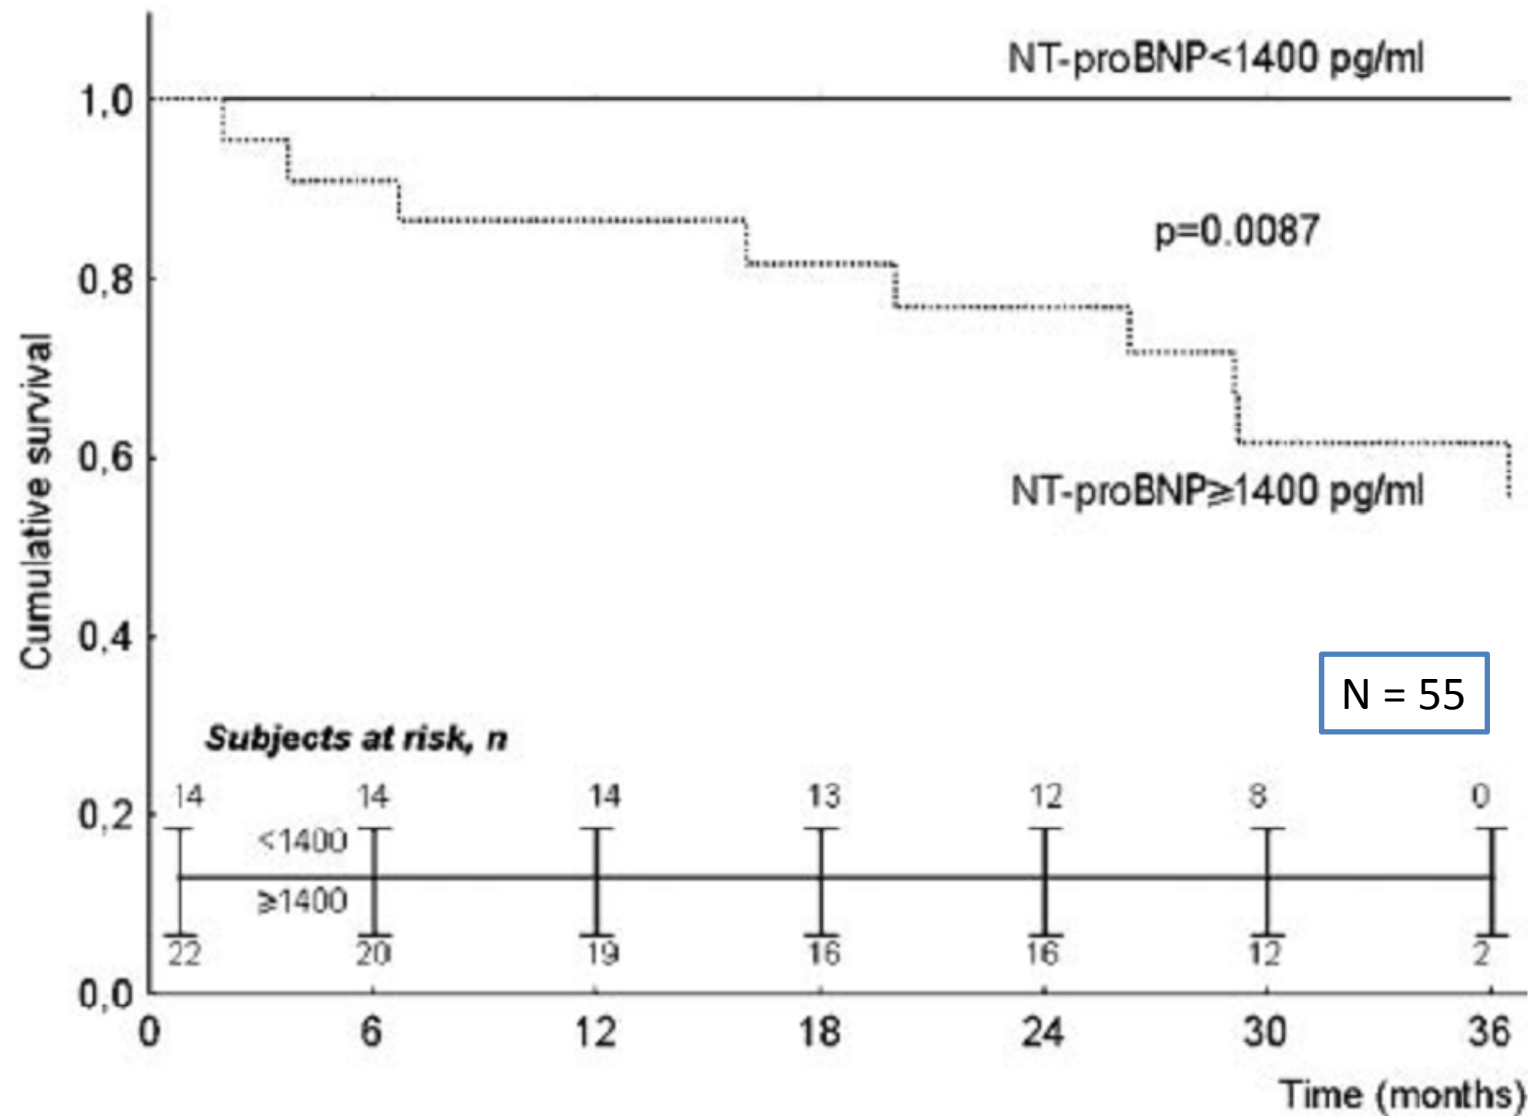 NT-proBNP<1400 pg/ml
1,0
p=0.0087
0,8
Cumulative survival
0,6
NT-proBNP⩾1400 pg/ml
0,4
N = 55
Subjects at risk, n
14 14 14 13 12 8 0
0,2
<1400
⩾1400
22 20 19 16 16 12 2
0,0
0 6 12 18 24 30 36
Time (months)